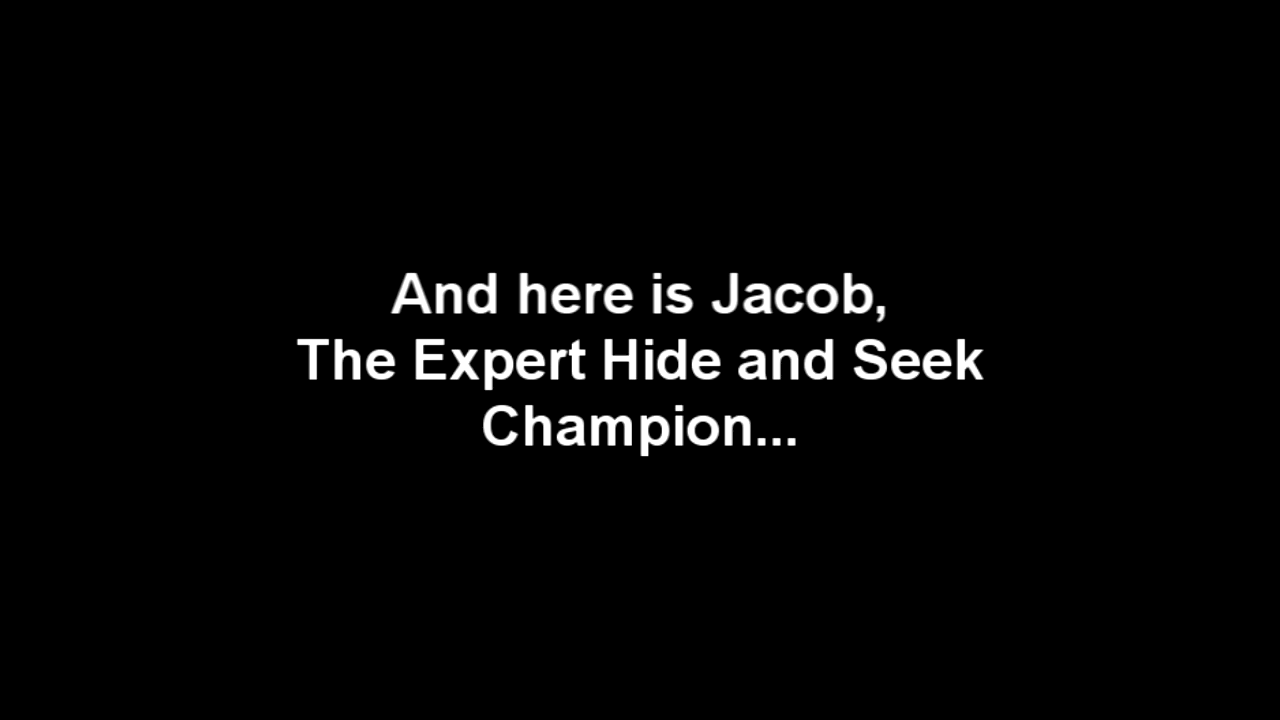 And here is Jacob,
The Expert Hide and Seek
Champion...